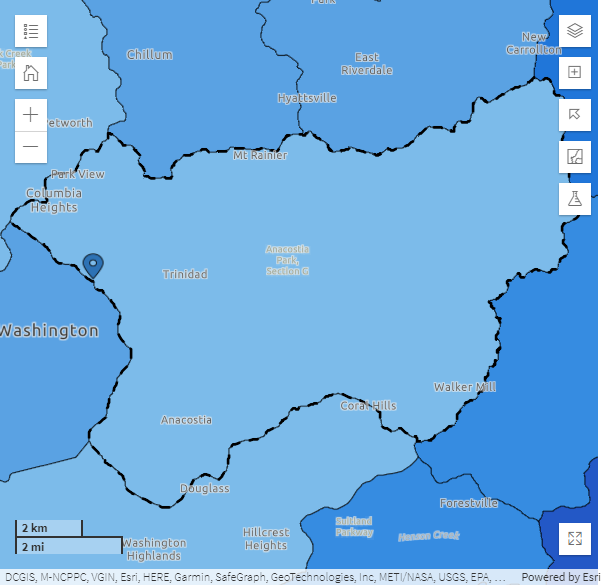 Park
New
Carrollton
Chillum
East
Riverdale
k Creek
Park
Hyattsville
etworth
Mt Rainier
Park View
Columbia
Heights
Anacostia
Park,
Section G
Trinidad
Washington
Walker Mill
Coral Hills
Anacostia
Douglass
Forestville
Suitland
Parkway
Henson Creek
Hillcrest
Heights
Washington
Highlands
2 km
2 mi
DCGIS, M-NCPPC, VGIN, Esri, HERE, Garmin, SafeGraph, GeoTechnologies, Inc, METI/NASA, USGS, EPA, ...
Powered by Esri